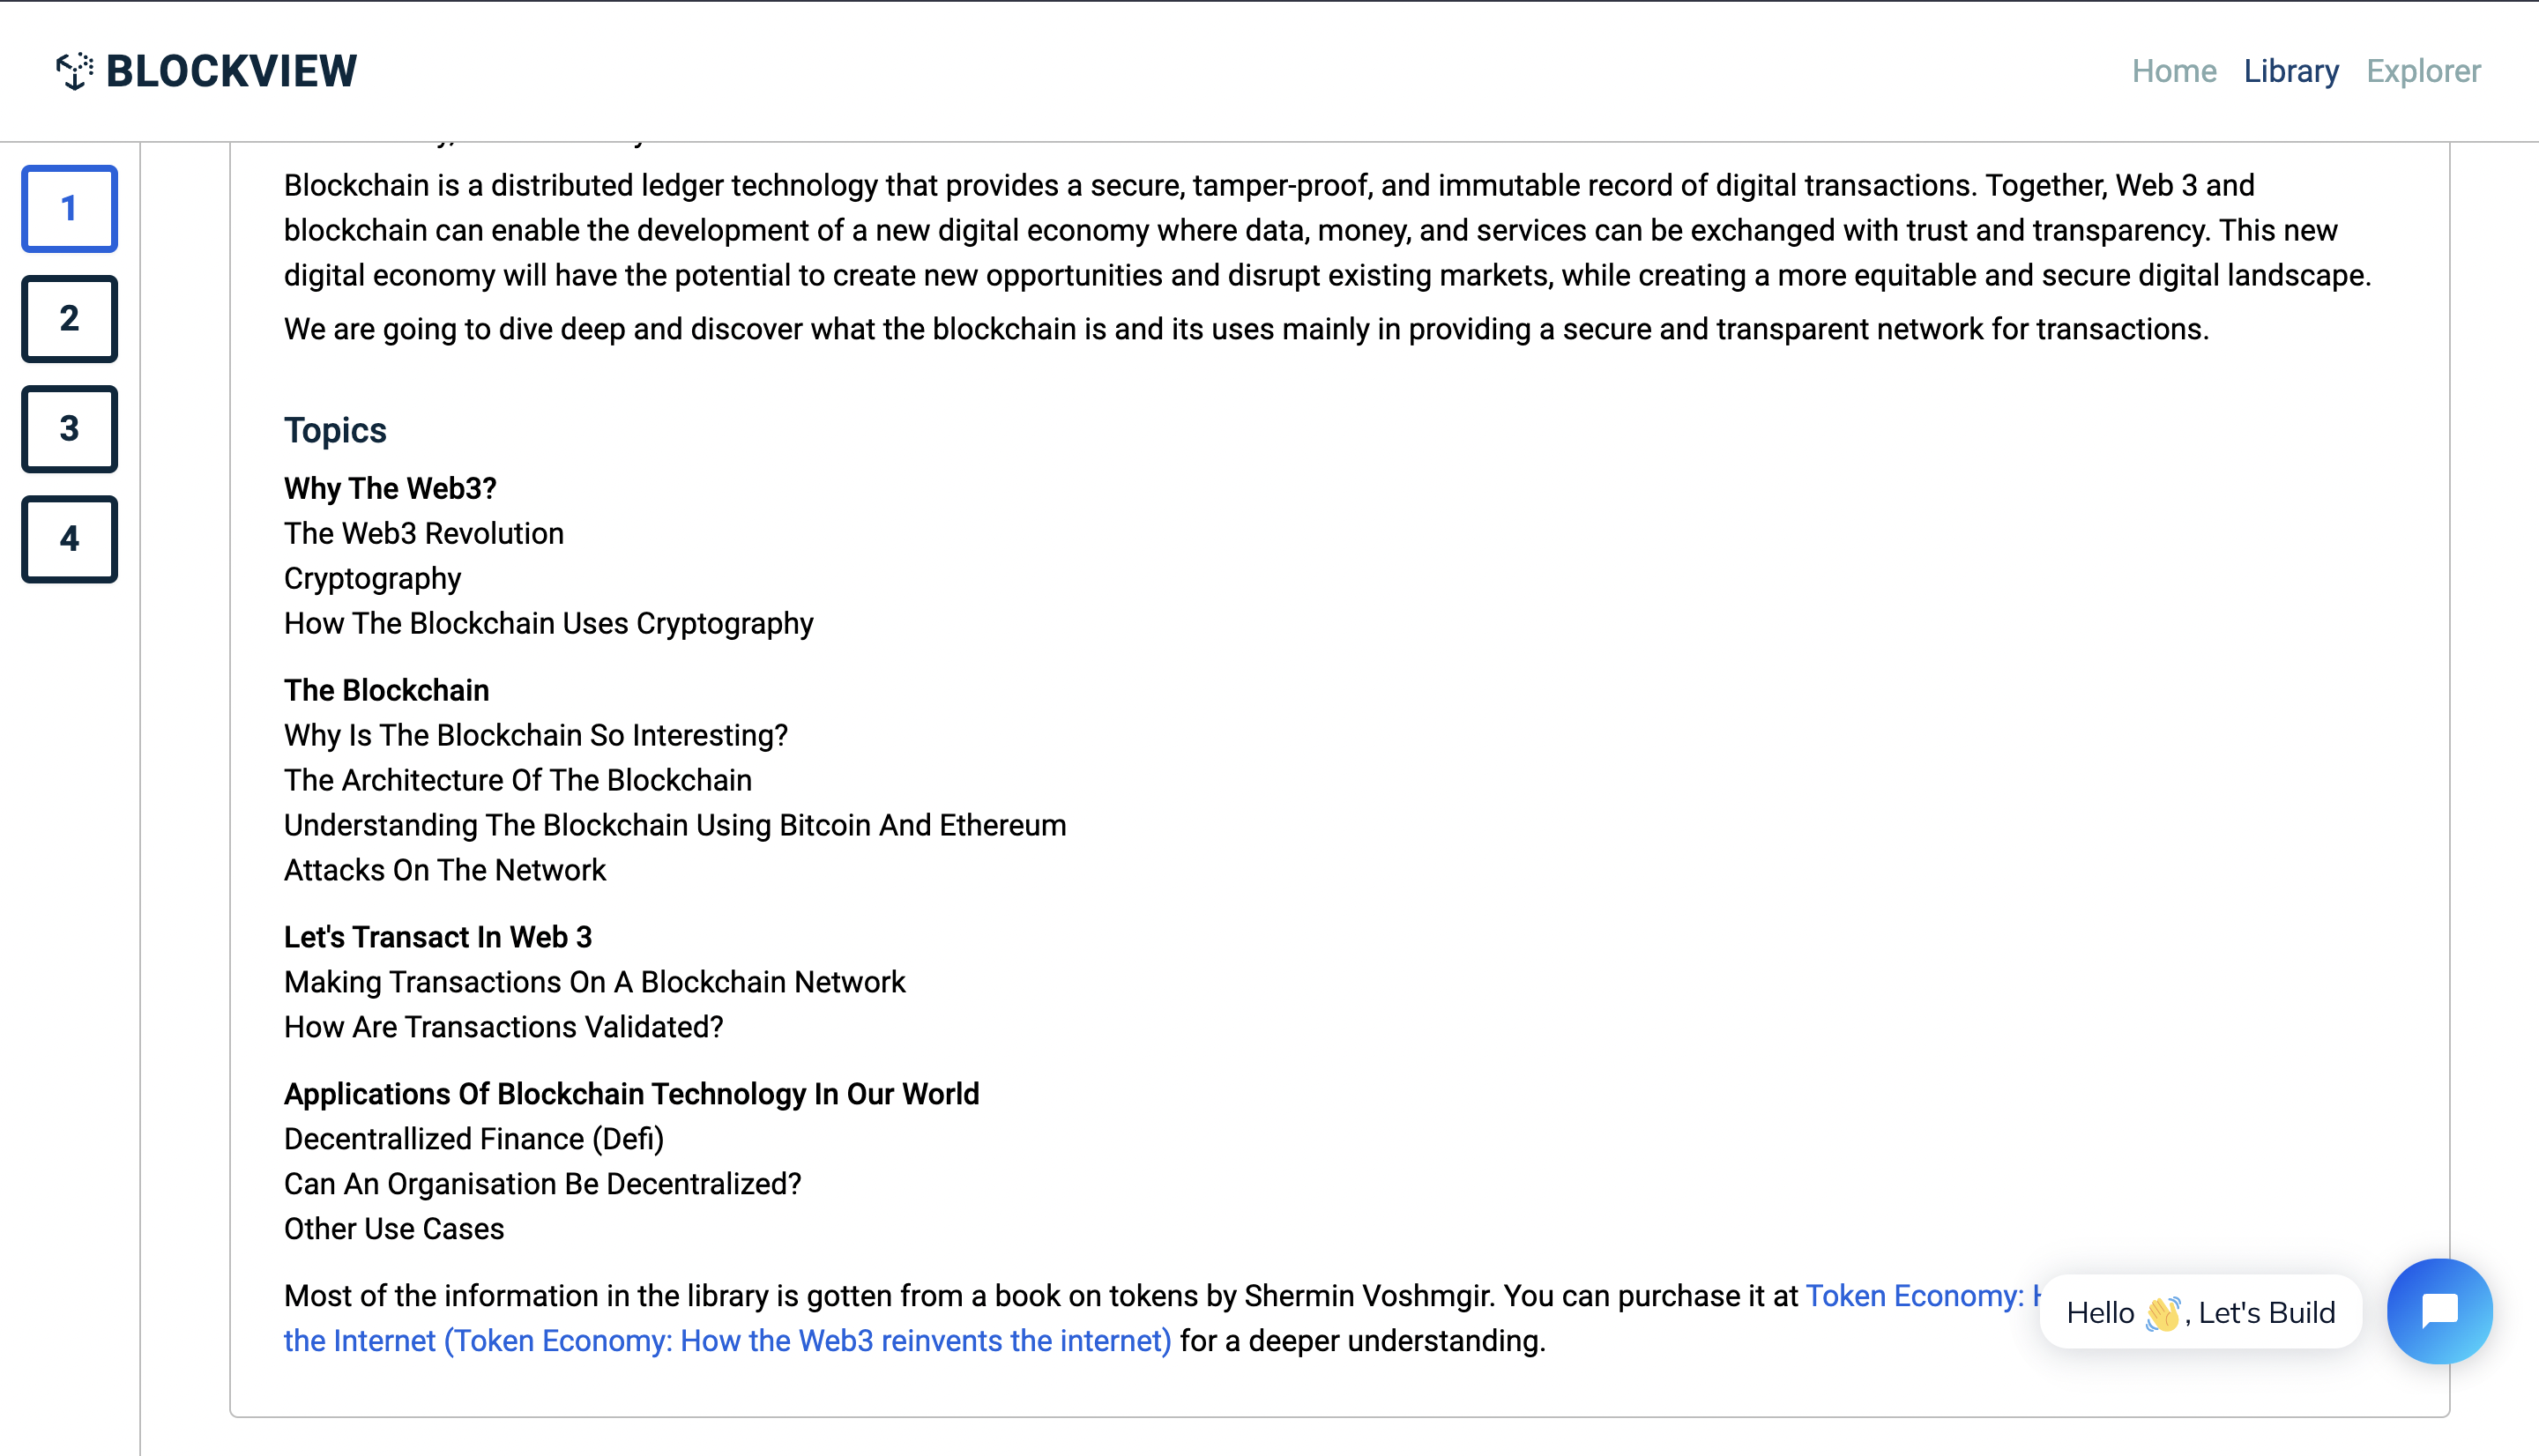 BLOCKVIEW
Home Library Explorer
1
2
3
4
Blockchain is a distributed ledger technology that provides a secure, tamper-proof, and immutable record of digital transactions. Together, Web 3 and
blockchain can enable the development of a new digital economy where data, money, and services can be exchanged with trust and transparency. This new
digital economy will have the potential to create new opportunities and disrupt existing markets, while creating a more equitable and secure digital landscape.
We are going to dive deep and discover what the blockchain is and its uses mainly in providing a secure and transparent network for transactions.
Topics
Why The Web3?
The Web3 Revolution
Cryptography
How The Blockchain Uses Cryptography
The Blockchain
Why Is The Blockchain So Interesting?
The Architecture Of The Blockchain
Understanding The Blockchain Using Bitcoin And Ethereum
Attacks On The Network
Let's Transact In Web 3
Making Transactions On A Blockchain Network
How Are Transactions Validated?
Applications Of Blockchain Technology In Our World
Decentrallized Finance (Defi)
Can An Organisation Be Decentralized?
Other Use Cases
Most of the information in the library is gotten from a book on tokens by Shermin Voshmgir. You can purchase it at Token Economy:
the Internet (Token Economy: How the Web3 reinvents the internet) for a deeper understanding.
Hello 👋, Let's Build